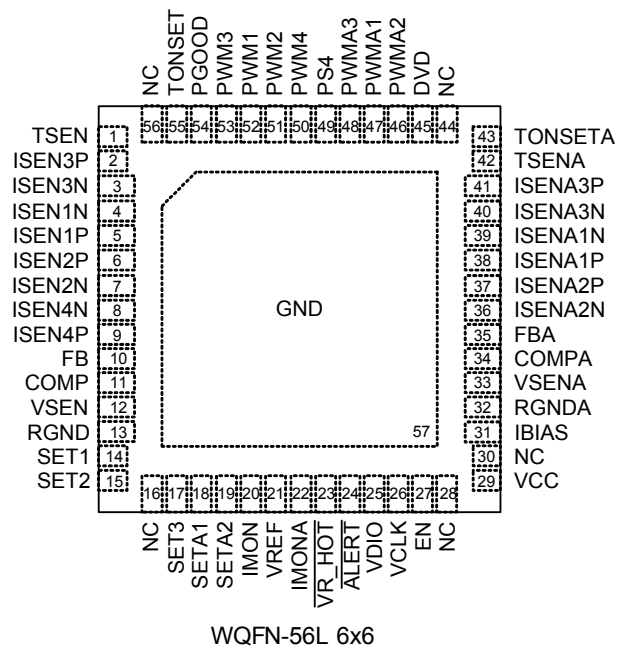 NC
TONSET
PGOOD
PWM3
PWM1
PWM2
PWM4
PS4
PWMA3
PWMA1
PWMA2
DVD
NC
56 55 54 53 52 51 50 49 48 47 46 45 44
TSEN 1
ISEN3P 2
ISEN3N 3
ISEN1N 4
ISEN1P 5
ISEN2P 6
ISEN2N 7
ISEN4N 8
ISEN4P 9
FB 10
COMP 11
VSEN 12
RGND 13
SET1 14
SET2 15
GND
57
43 TONSETA
42 TSENA
41 ISENA3P
40 ISENA3N
39 ISENA1N
38 ISENA1P
37 ISENA2P
36 ISENA2N
35 FBA
34 COMPA
33 VSENA
32 RGNDA
31 IBIAS
30 NC
29 VCC
16 17 18 19 20 21 22 23 24 25 26 27 28
NC
SET3
SETA1
SETA2
IMON
VREF
IMONA
VR_HOT
ALERT
VDIO
VCLK
EN
NC
WQFN-56L 6x6